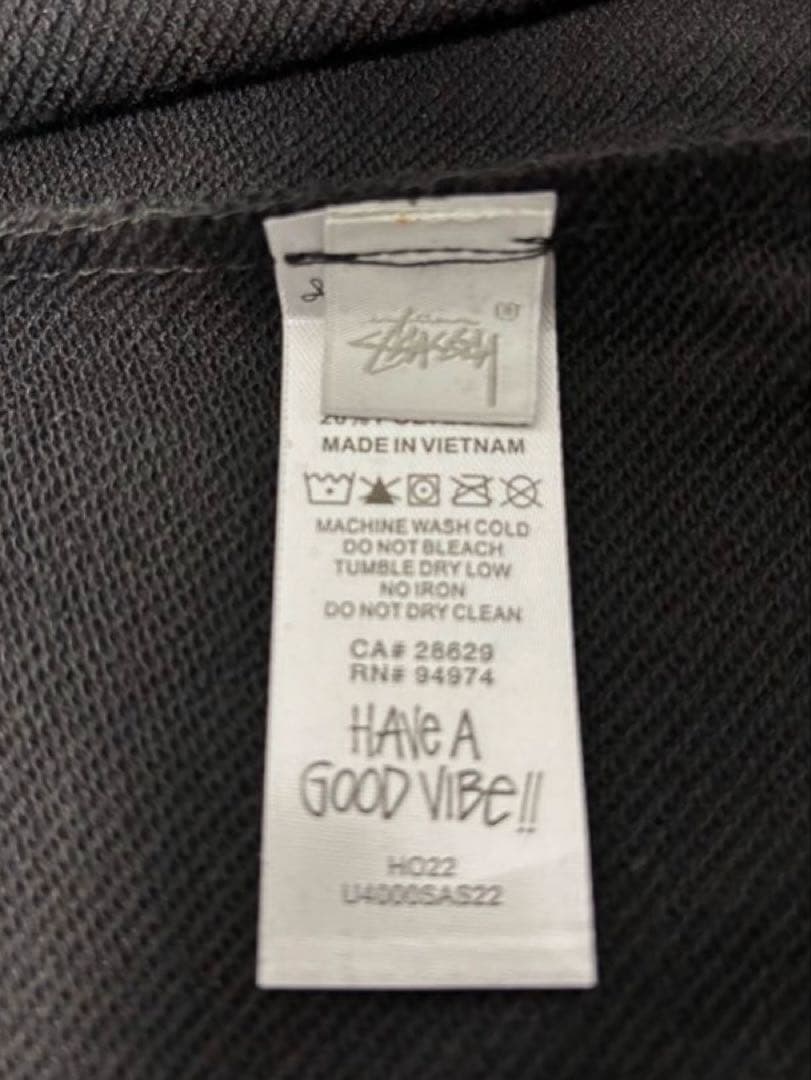 ®
Stüssy
MADE IN VIETNAM
MACHINE WASH COLD
DO NOT BLEACH
TUMBLE DRY LOW
NO IRON
DO NOT DRY CLEAN
CA# 28629
RN# 94974
HAVE A
GOOD VIBE!!
HO22
U4000SAS22